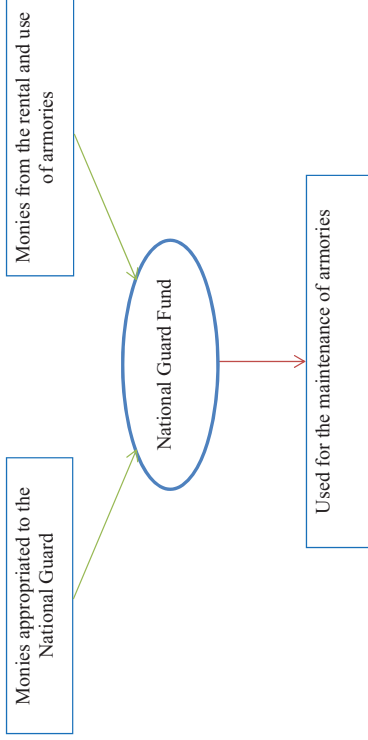 Monies appropriated to the
National Guard
Monies from the rental and use
of armories
National Guard Fund
Used for the maintenance of armories